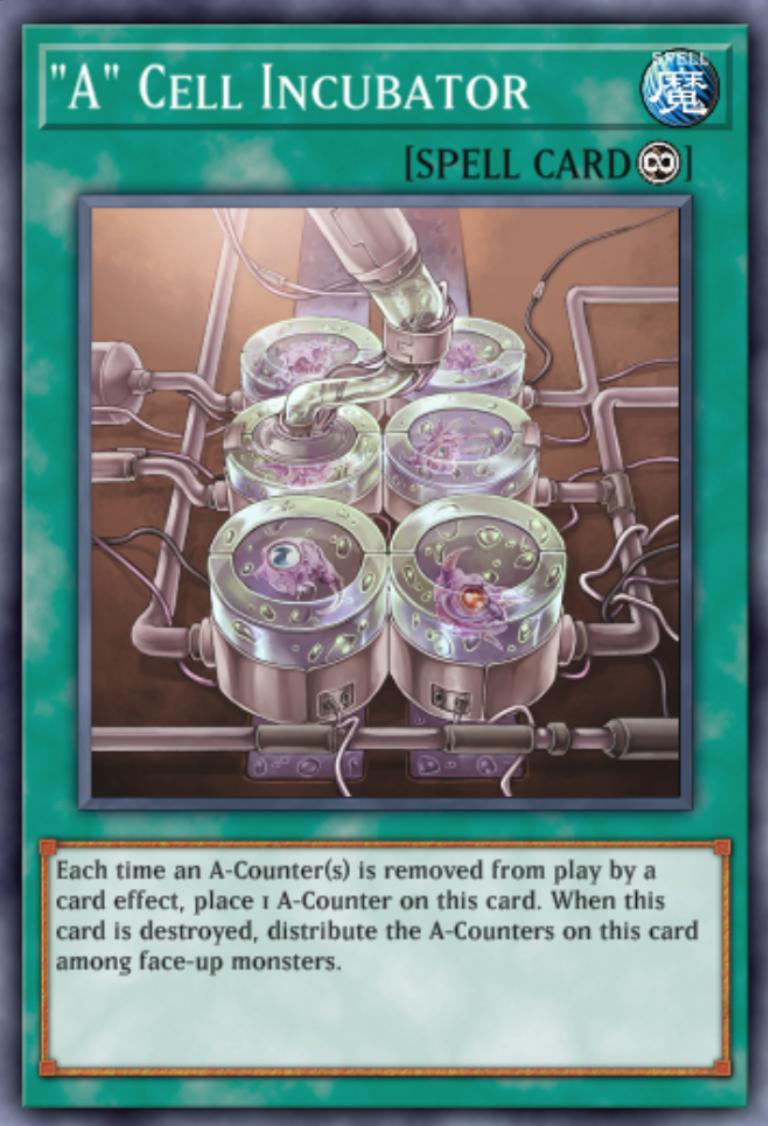 "A" Cell Incubator
SPELL
魔
[SPELL CARD]
Each time an A-Counter(s) is removed from play by a
card effect, place 1 A-Counter on this card. When this
card is destroyed, distribute the A-Counters on this card
among face-up monsters.